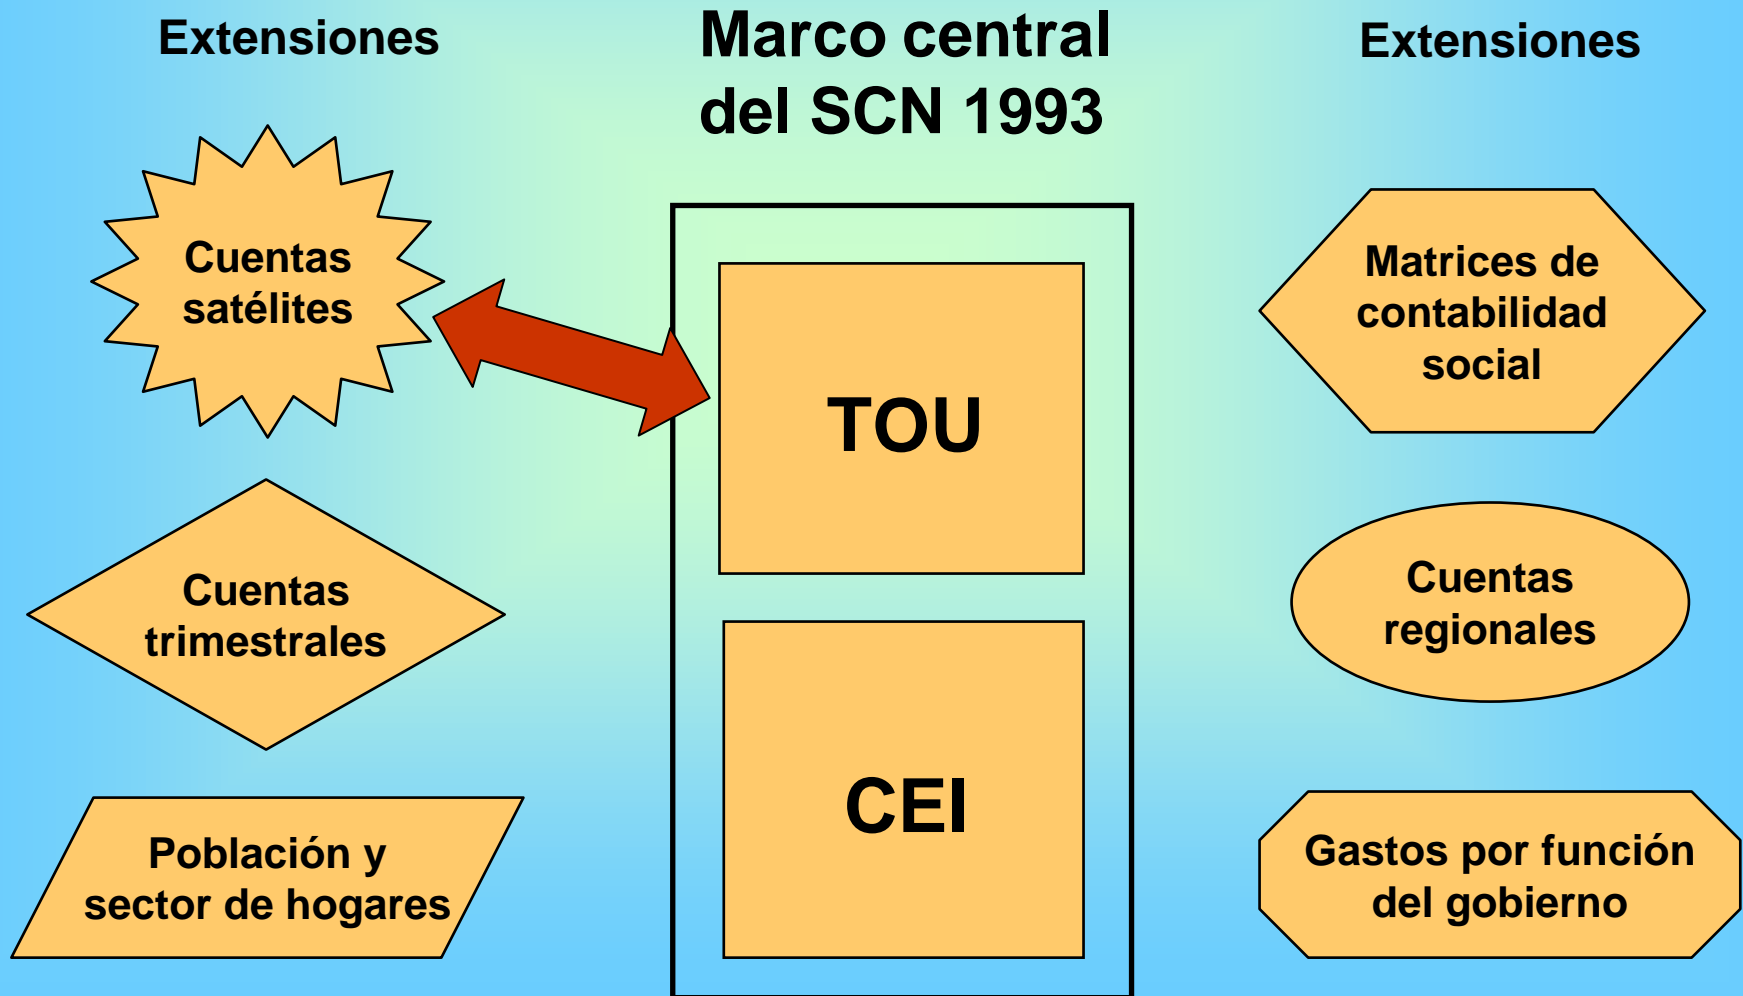 Extensiones
Marco central
del SCN 1993
Extensiones
Cuentas
satélites
Cuentas
trimestrales
Población y
sector de hogares
TOU
CEI
Matrices de
contabilidad
social
Cuentas
regionales
Gastos por función
del gobierno